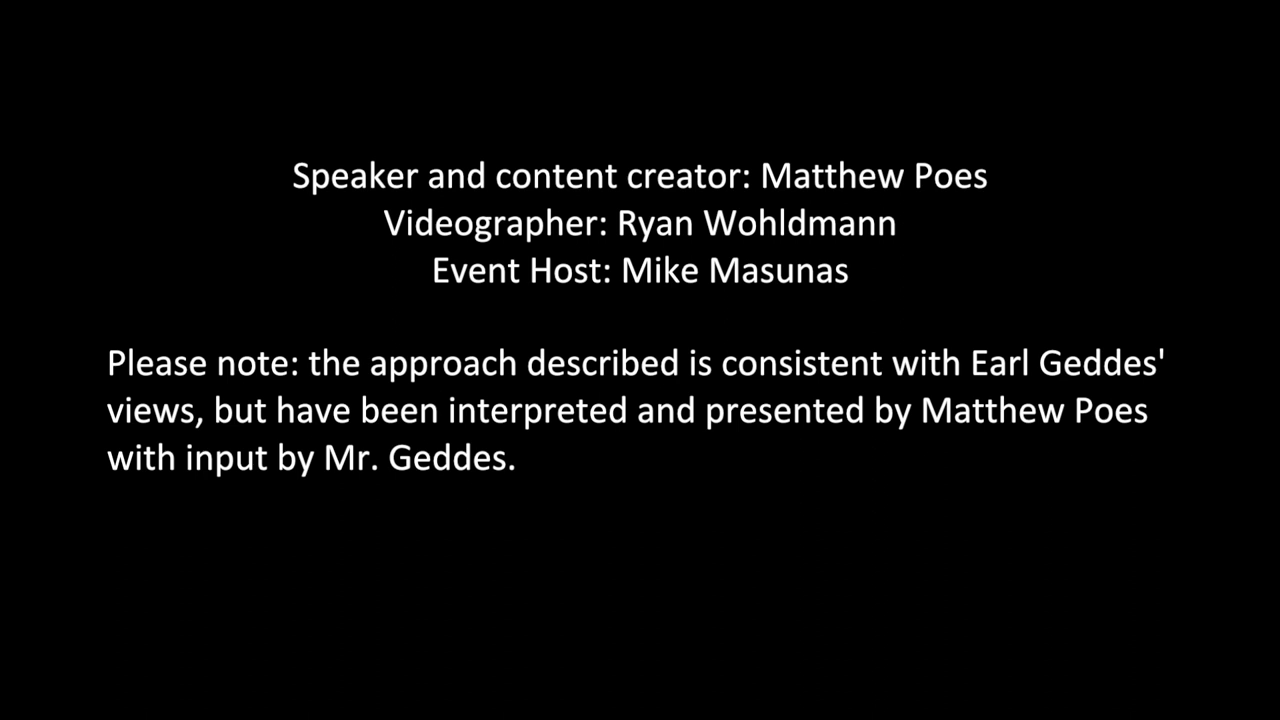 Speaker and content creator: Matthew Poes
Videographer: Ryan Wohldmann
Event Host: Mike Masunas
Please note: the approach described is consistent with Earl Geddes'
views, but have been interpreted and presented by Matthew Poes
with input by Mr. Geddes.